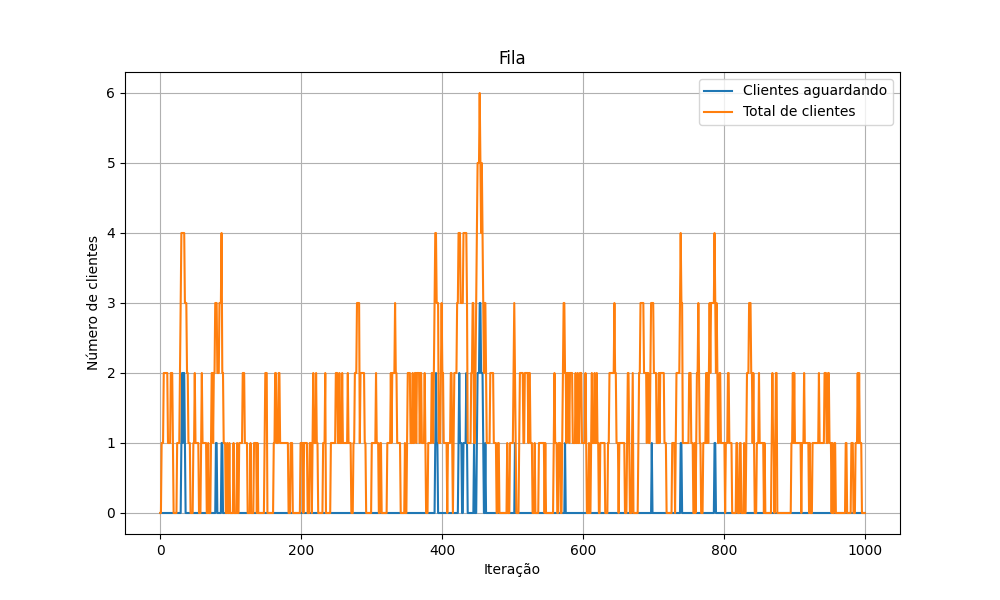 Fila
Clientes aguardando
Total de clientes
6
5
4
3
2
1
0
Número de clientes
0 200 400 600 800 1000
Iteração